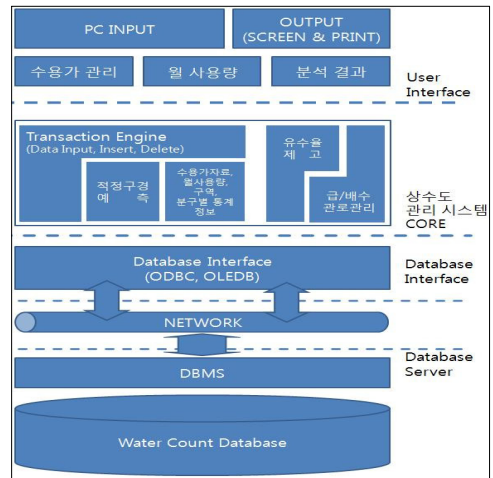 PC INPUT
OUTPUT
(SCREEN & PRINT)
수용가 관리
월 사용량
분석 결과
User
Interface
Transaction Engine
(Data Input, Insert, Delete)
적정구경
예 측
수용가자료,
월사용량,
구역,
분구별 통계
정보
유수율
제 고
급/배수
관로관리
상수도
관리 시스템
CORE
Database Interface
(ODBC, OLEDB)
Database
Interface
NETWORK
Database
Server
DBMS
Water Count Database